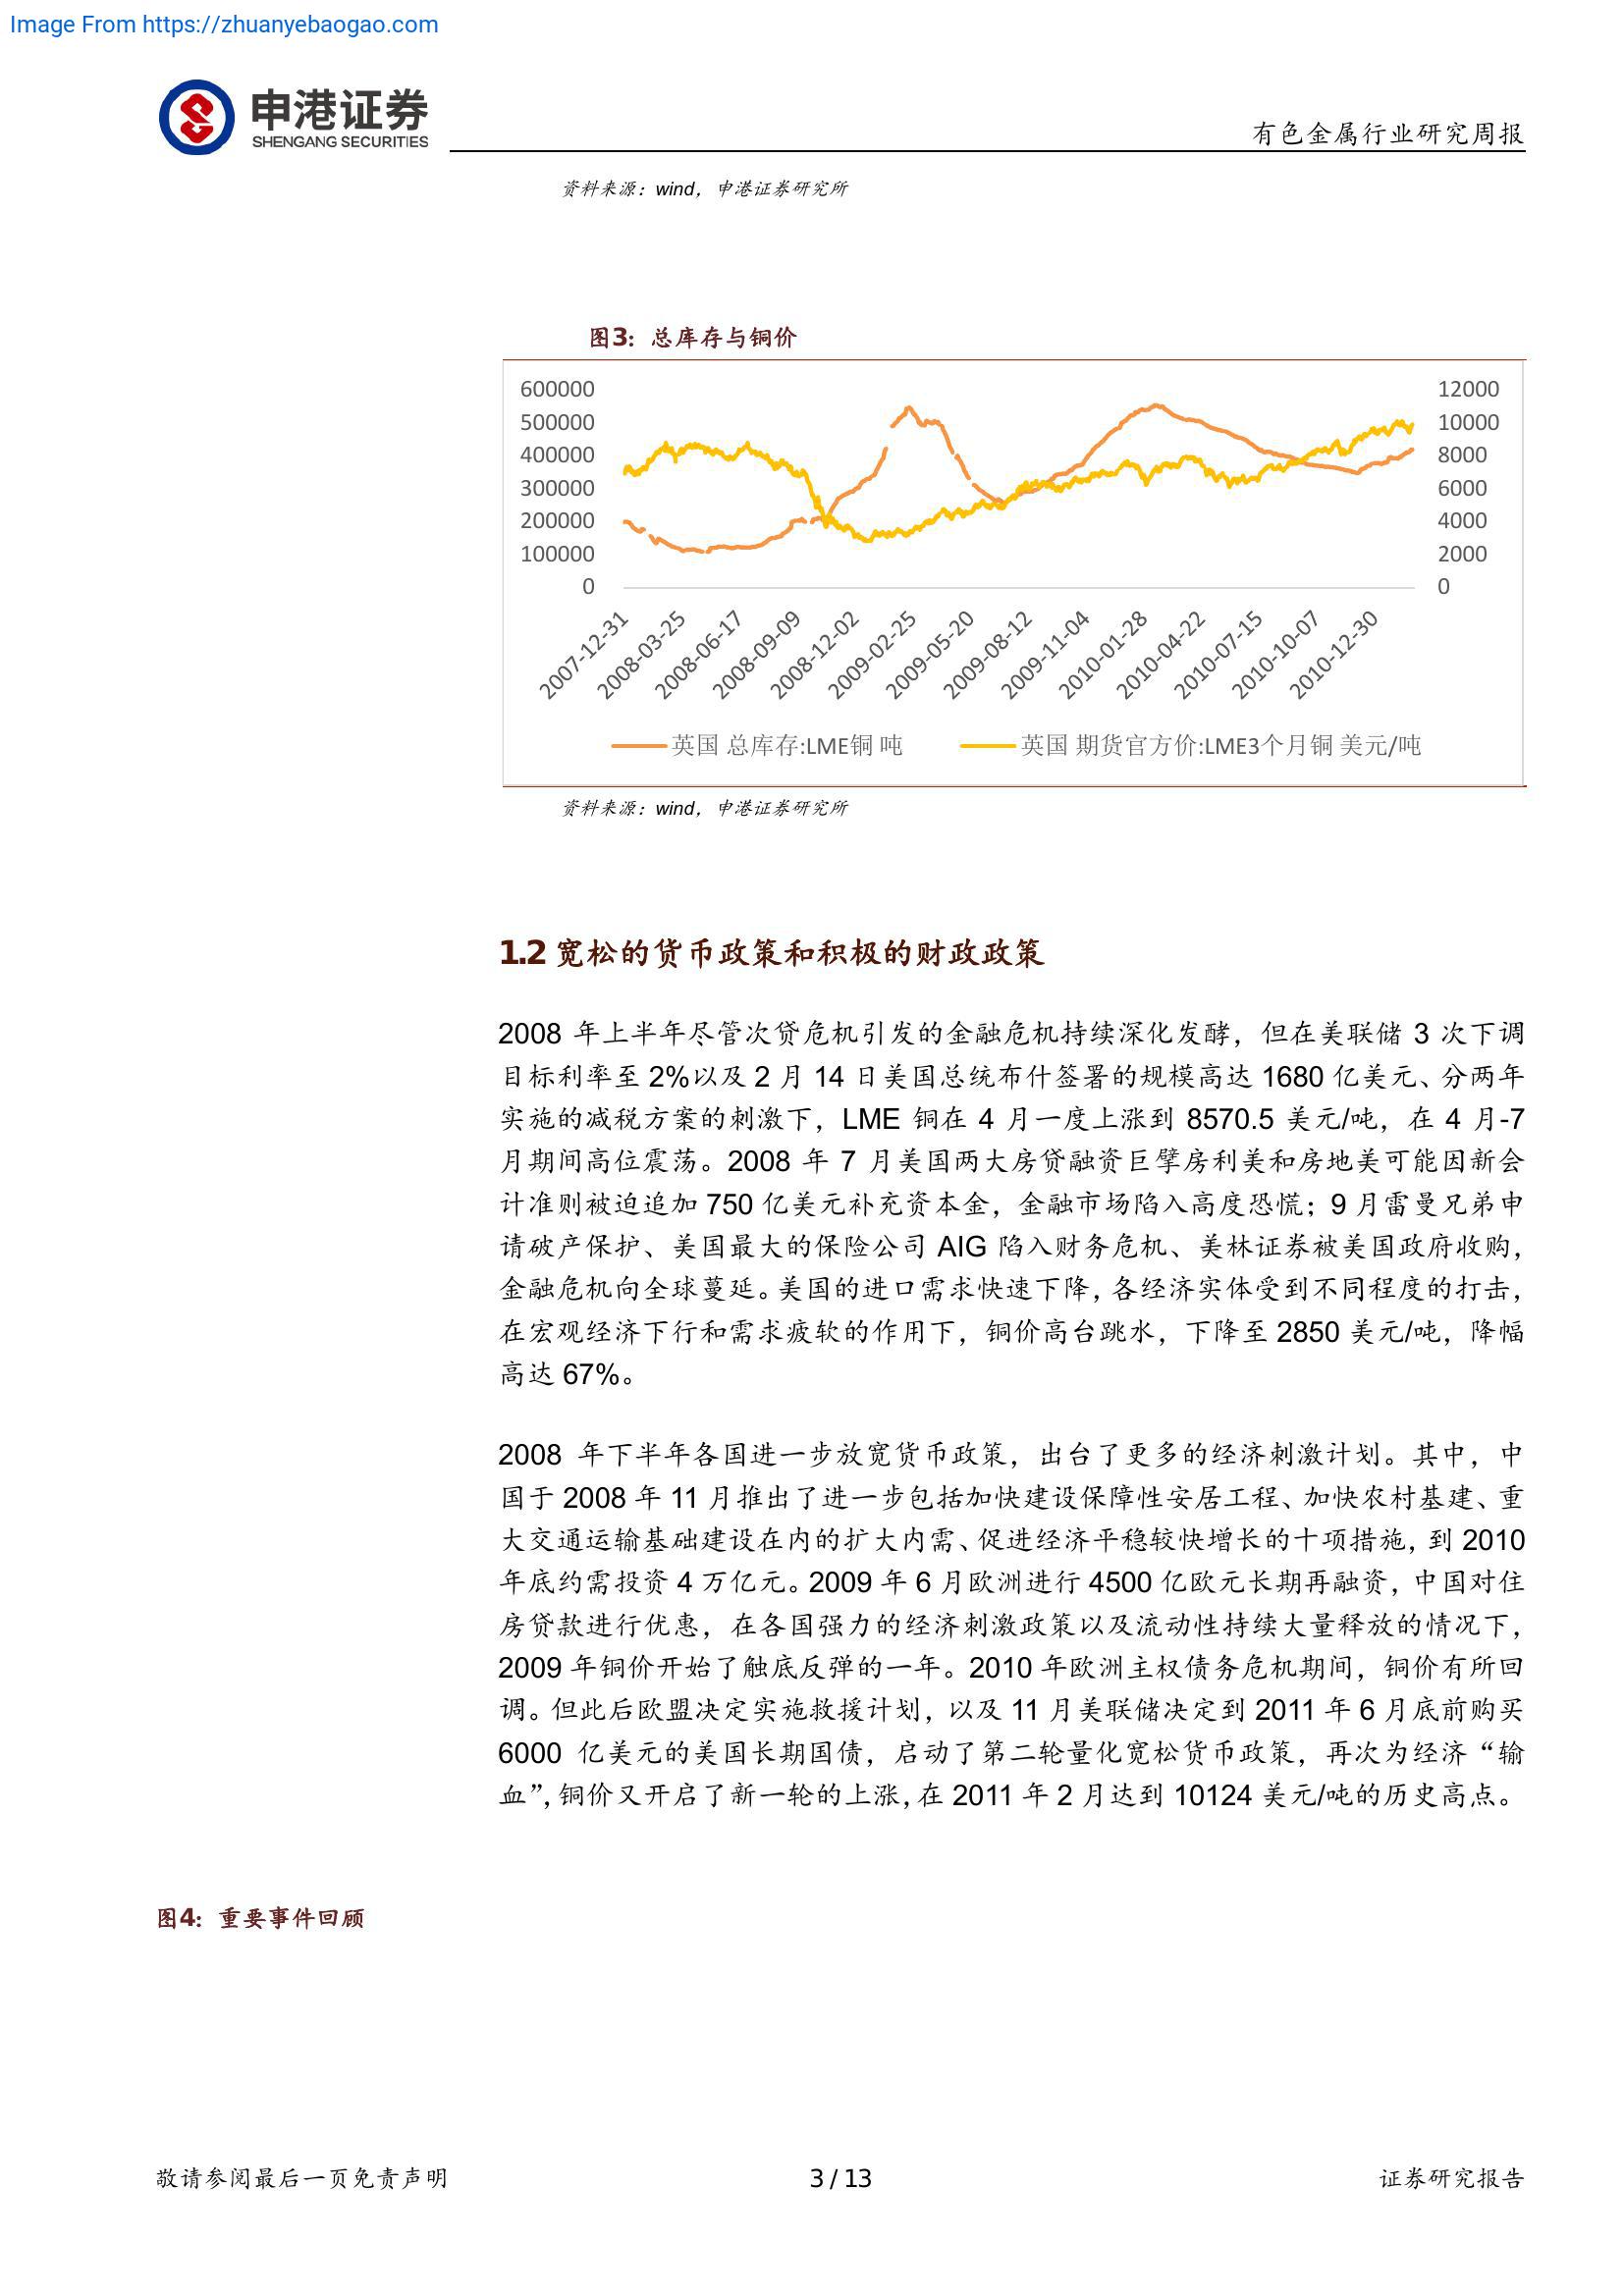 Image From https://zhuanyebaogao.com
申港证券
SHENGANG SECURITIES
有色金属行业研究周报
资料来源：wind，申港证券研究所
图3：总库存与铜价
600000
500000
400000
300000
200000
100000
0
12000
10000
8000
6000
4000
2000
0
2007-12-31
2008-03-25
2008-06-17
2008-09-09
2008-12-02
2009-02-25
2009-05-20
2009-08-12
2009-11-04
2010-01-28
2010-04-22
2010-07-15
2010-10-07
2010-12-30
英国 总库存:LME铜 吨
英国 期货官方价:LME3个月铜 美元/吨
资料来源：wind，申港证券研究所
1.2 宽松的货币政策和积极的财政政策
2008 年上半年尽管次贷危机引发的金融危机持续深化发酵，但在美联储 3 次下调
目标利率至 2%以及 2 月 14 日美国总统布什签署的规模高达 1680 亿美元、分两年
实施的减税方案的刺激下，LME 铜在 4 月一度上涨到 8570.5 美元/吨，在 4 月-7
月期间高位震荡。2008 年 7 月美国两大房贷融资巨擘房利美和房地美可能因新会
计准则被迫追加 750 亿美元补充资本金，金融市场陷入高度恐慌；9 月雷曼兄弟申
请破产保护、美国最大的保险公司 AIG 陷入财务危机、美林证券被美国政府收购，
金融危机向全球蔓延。美国的进口需求快速下降，各经济实体受到不同程度的打击，
在宏观经济下行和需求疲软的作用下，铜价高台跳水，下降至 2850 美元/吨，降幅
高达 67%。
2008 年下半年各国进一步放宽货币政策，出台了更多的经济刺激计划。其中，中
国于 2008 年 11 月推出了进一步包括加快建设保障性安居工程、加快农村基建、重
大交通运输基础建设在内的扩大内需、促进经济平稳较快增长的十项措施，到 2010
年底约需投资 4 万亿元。2009 年 6 月欧洲进行 4500 亿欧元长期再融资，中国对住
房贷款进行优惠，在各国强力的经济刺激政策以及流动性持续大量释放的情况下，
2009 年铜价开始了触底反弹的一年。2010 年欧洲主权债务危机期间，铜价有所回
调。但此后欧盟决定实施救援计划，以及 11 月美联储决定到 2011 年 6 月底前购买
6000 亿美元的美国长期国债，启动了第二轮量化宽松货币政策，再次为经济“输
血”，铜价又开启了新一轮的上涨，在 2011 年 2 月达到 10124 美元/吨的历史高点。
图4：重要事件回顾
敬请参阅最后一页免责声明
3 / 13
证券研究报告